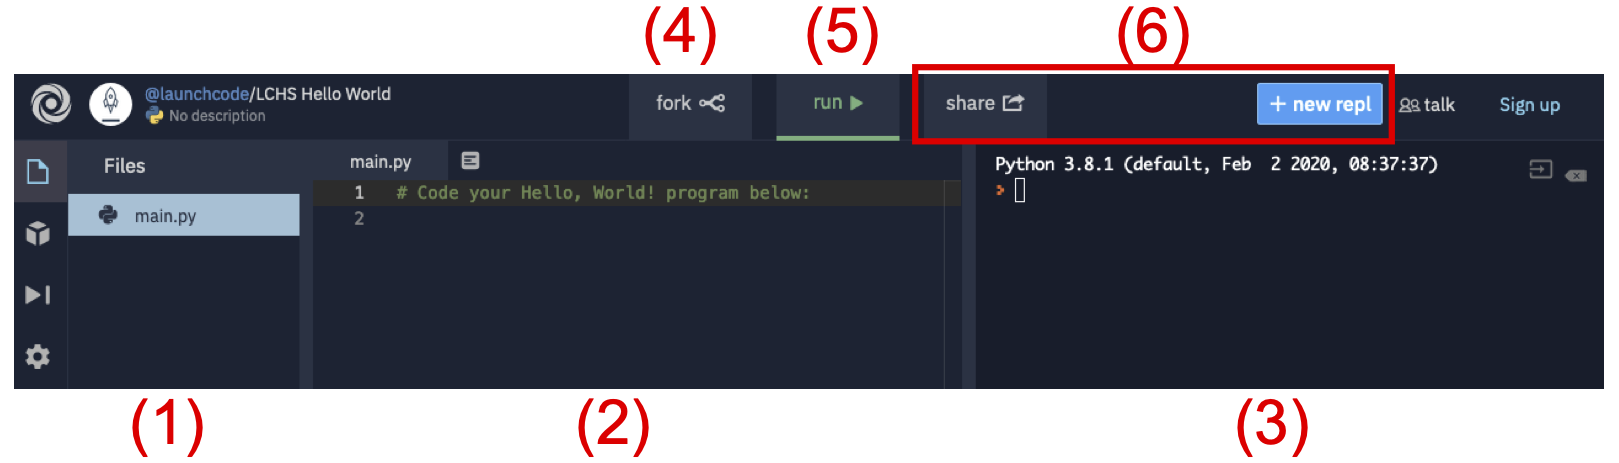 (4) (5) (6)
@launchcode/LCHS Hello World
No description
fork
run
share
+ new repl
talk
Sign up
Files
main.py
main.py
1 # Code your Hello, World! program below:
2
Python 3.8.1 (default, Feb  2 2020, 08:37:37)
(1) (2) (3)